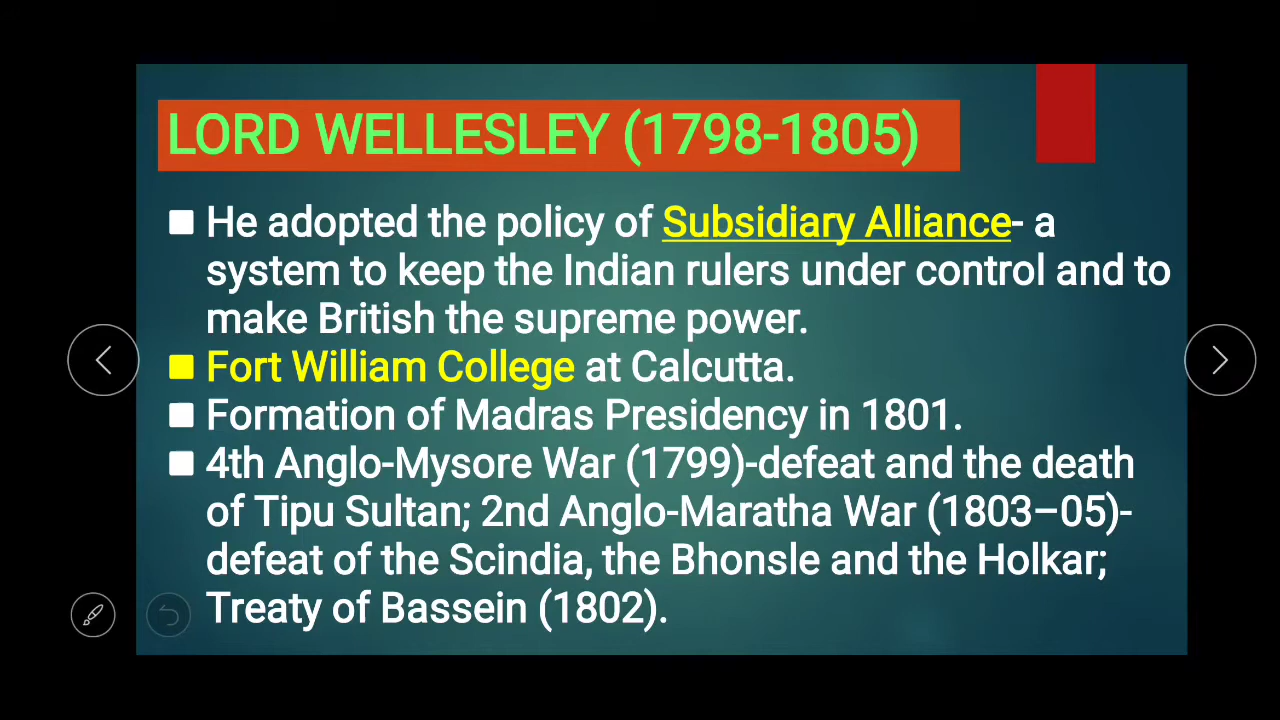 LORD WELLESLEY (1798-1805)
He adopted the policy of Subsidiary Alliance- a
system to keep the Indian rulers under control and to
make British the supreme power.
Fort William College at Calcutta.
Formation of Madras Presidency in 1801.
4th Anglo-Mysore War (1799)-defeat and the death
of Tipu Sultan; 2nd Anglo-Maratha War (1803–05)-
defeat of the Scindia, the Bhonsle and the Holkar;
Treaty of Bassein (1802).